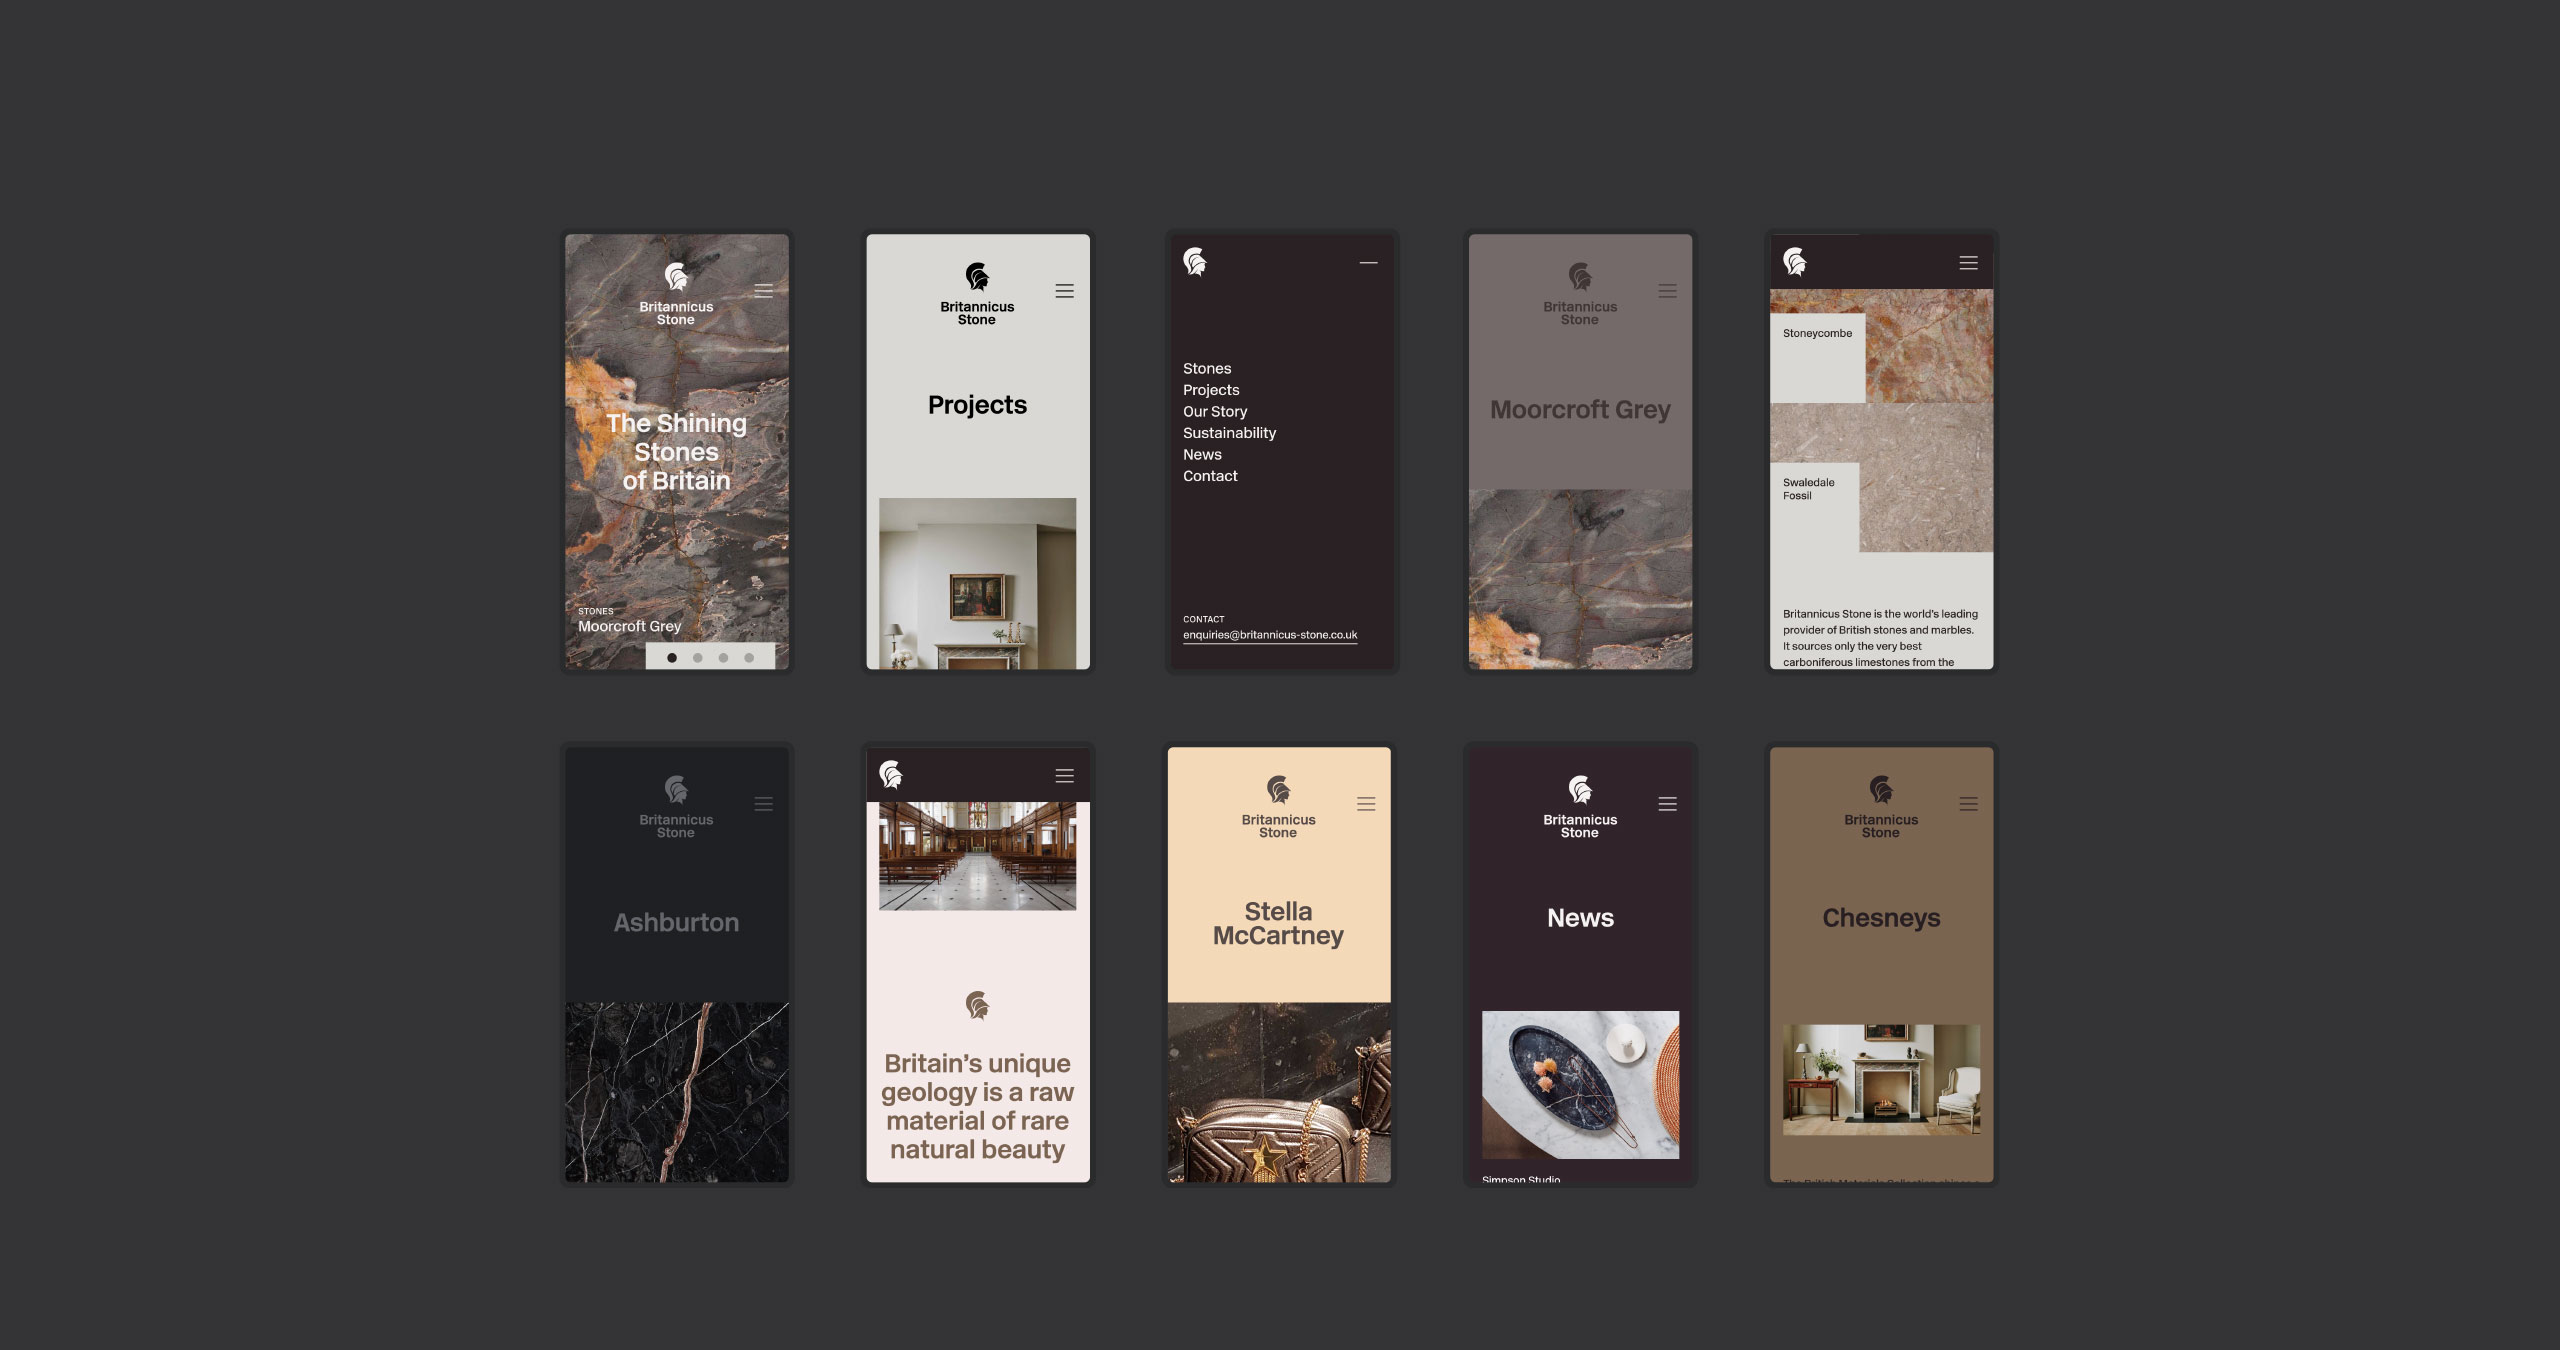 Britannicus
Stone
The Shining
Stones
of Britain
STONES
Moorcroft Grey
Britannicus
Stone
Projects
Stones
Projects
Our Story
Sustainability
News
Contact
CONTACT
enquiries@britannicus-stone.co.uk
Britannicus
Stone
Moorcroft Grey
Stoneycombe
Swaledale
Fossil
Britannicus Stone is the world's leading
provider of British stones and marbles.
It sources only the very best
carboniferous limestones from the
Britannicus
Stone
Ashburton
Britain's unique
geology is a raw
material of rare
natural beauty
Britannicus
Stone
Stella
McCartney
Britannicus
Stone
News
Simpson Studio
Britannicus
Stone
Chesneys
The British Materials Collection